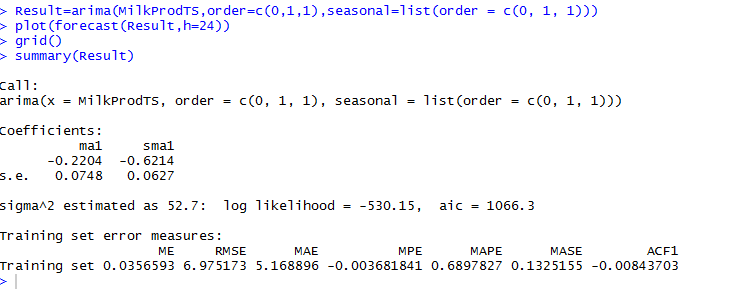 > Result=arima(MilkProdTS,order=c(0,1,1),seasonal=list(order = c(0, 1, 1)))
> plot(forecast(Result,h=24))
> grid()
> summary(Result)
Call:
arima(x = MilkProdTS, order = c(0, 1, 1), seasonal = list(order = c(0, 1, 1)))
Coefficients:
ma1 sma1
-0.2204 -0.6214
s.e. 0.0748 0.0627
sigma^2 estimated as 52.7: log likelihood = -530.15, aic = 1066.3
Training set error measures:
ME RMSE MAE MPE MAPE MASE ACF1
Training set 0.0356593 6.975173 5.168896 -0.003681841 0.6897827 0.1325155 -0.00843703
>